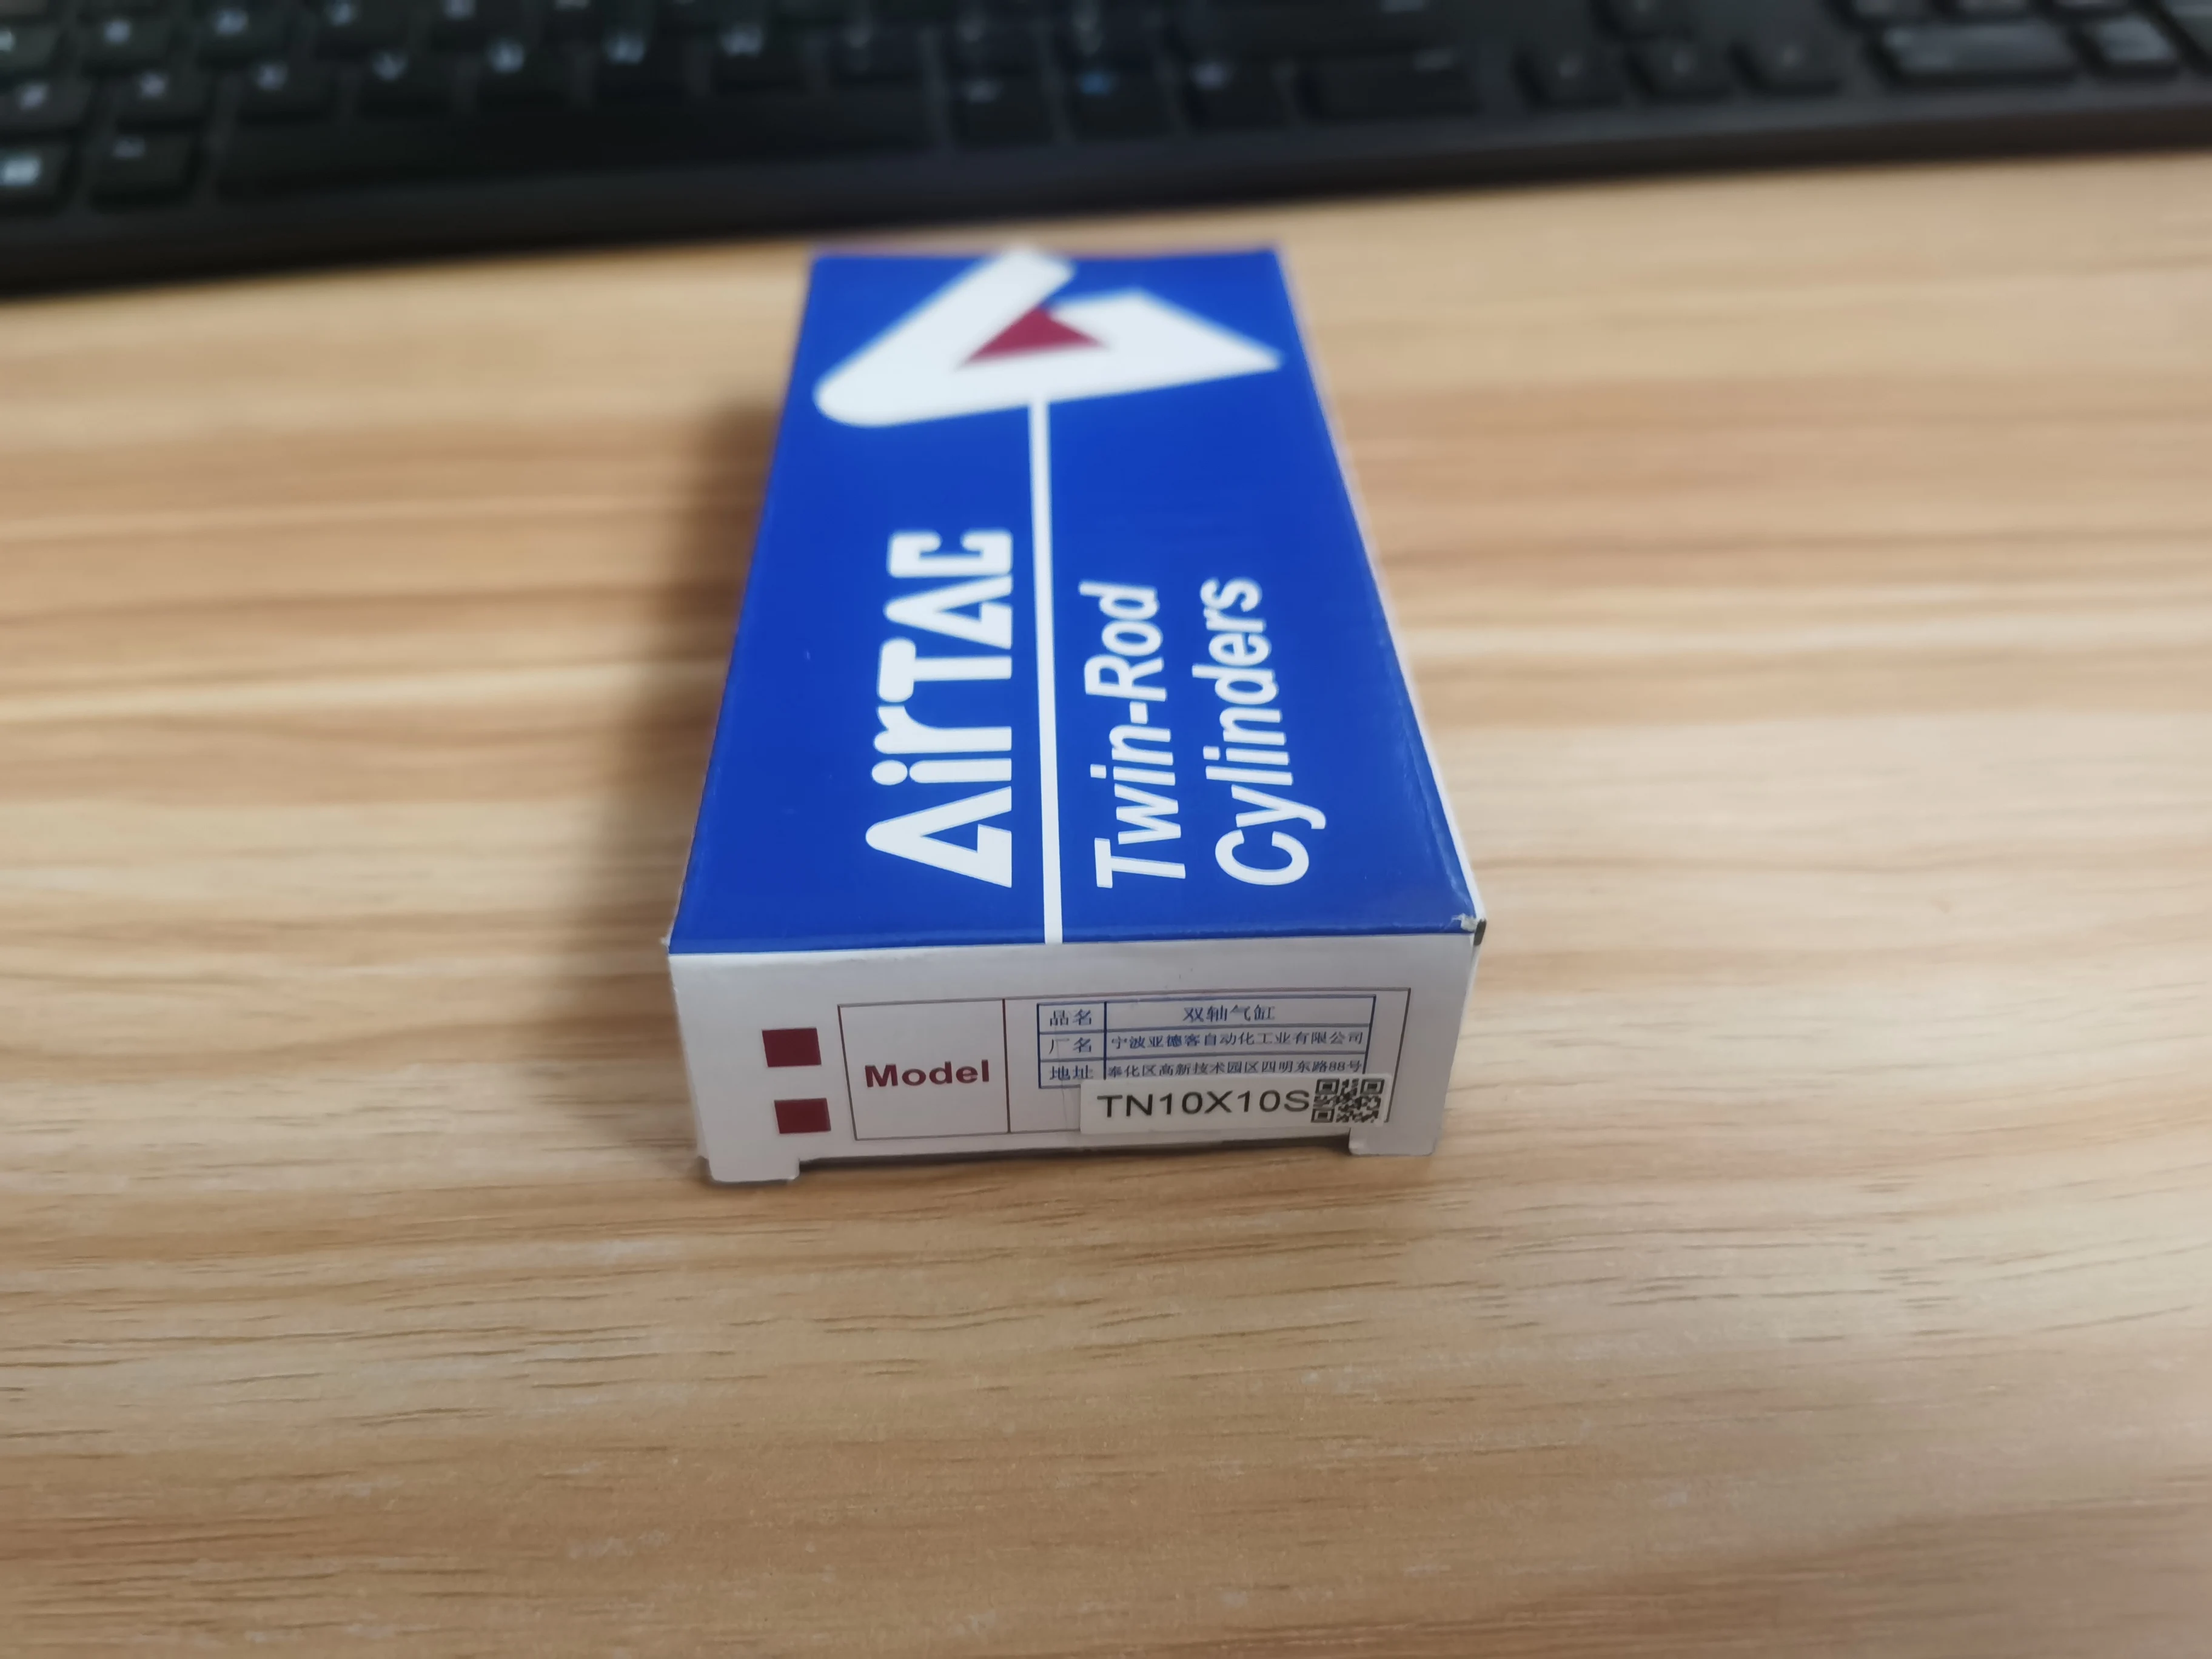 AirTAC
Twin-Rod
Cylinders
Model
品名 双轴气缸
厂名 宁波亚德客自动化工业有限公司
地址 奉化区高新技术园区四明东路88号
TN10X10S